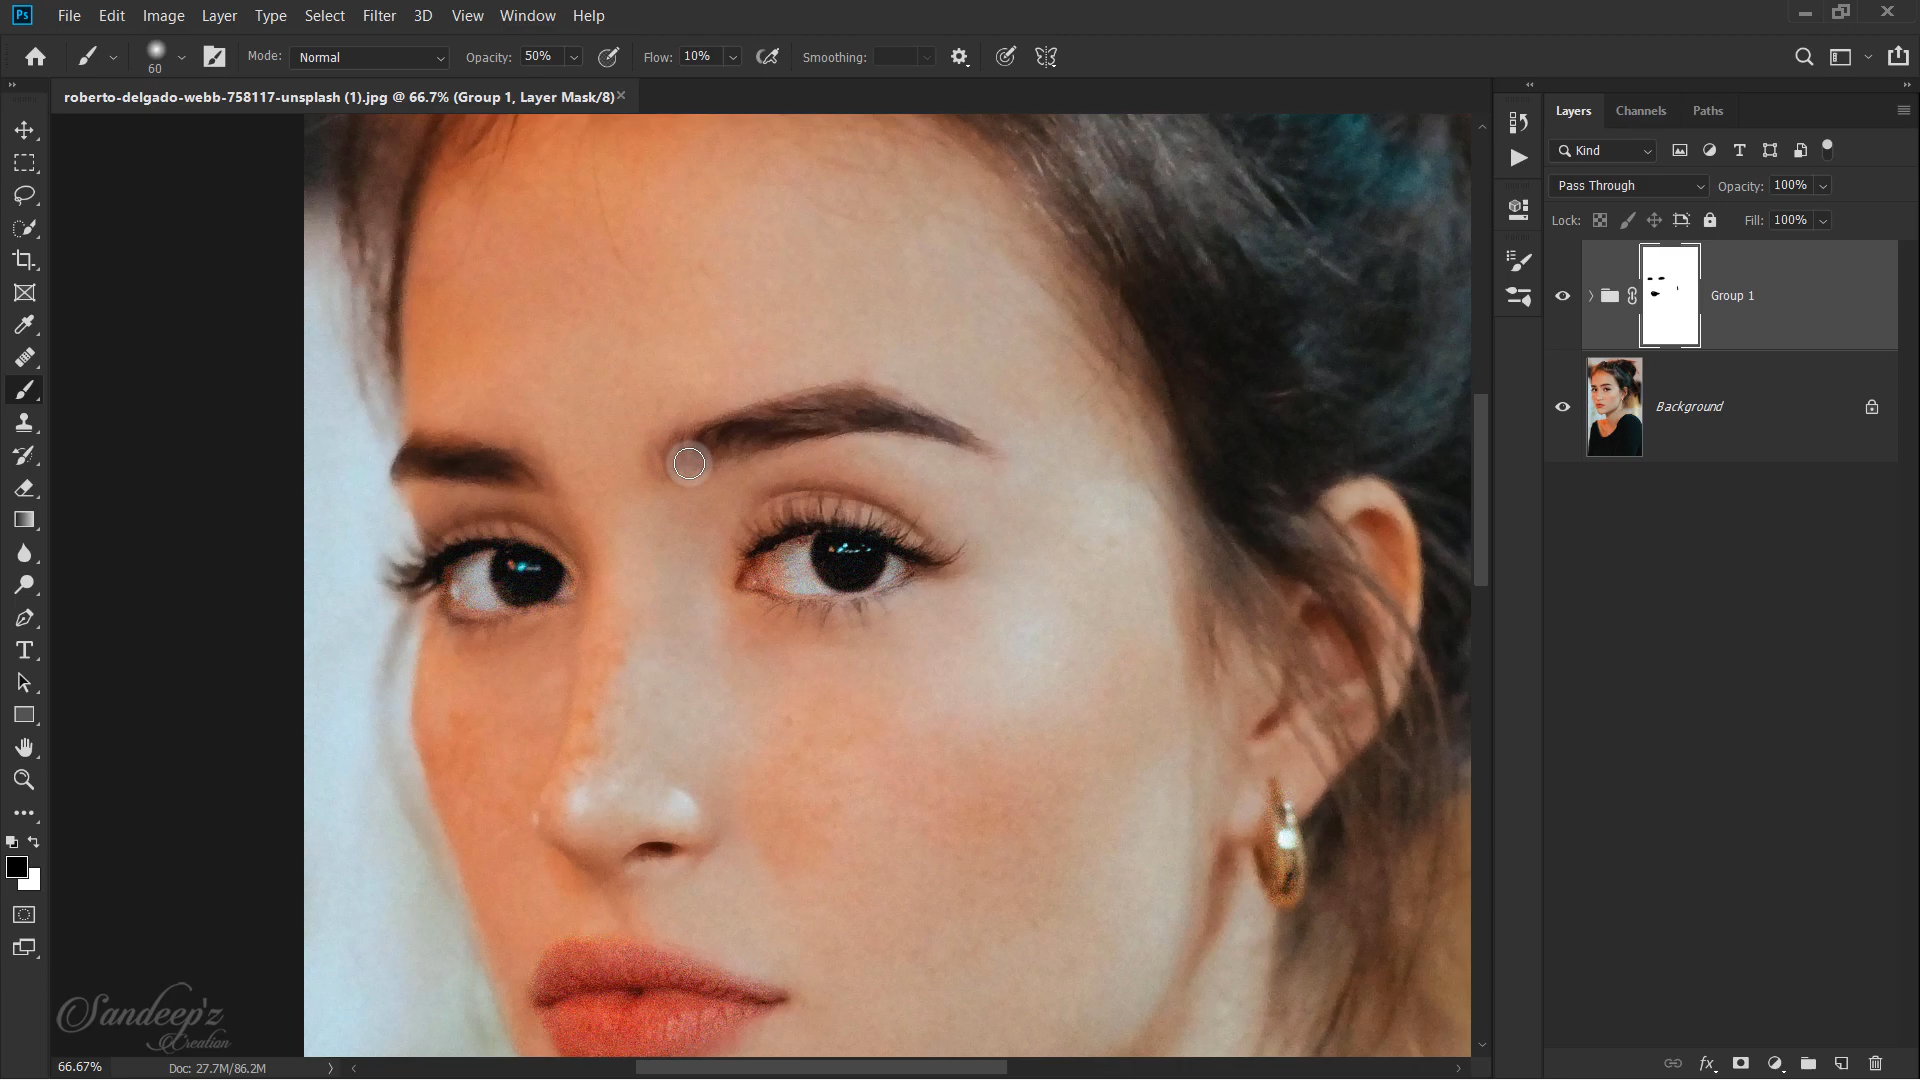 Ps File Edit Image Layer Type Select Filter 3D View Window Help
60 Mode: Normal Opacity: 50% Flow: 10% Smoothing:
roberto-delgado-webb-758117-unsplash (1).jpg @ 66.7% (Group 1, Layer Mask/8)
Layers Channels Paths
Kind
Pass Through Opacity: 100%
Lock: Fill: 100%
Group 1
Background
Sandeep'z
Creation
66.67% Doc: 27.7M/86.2M